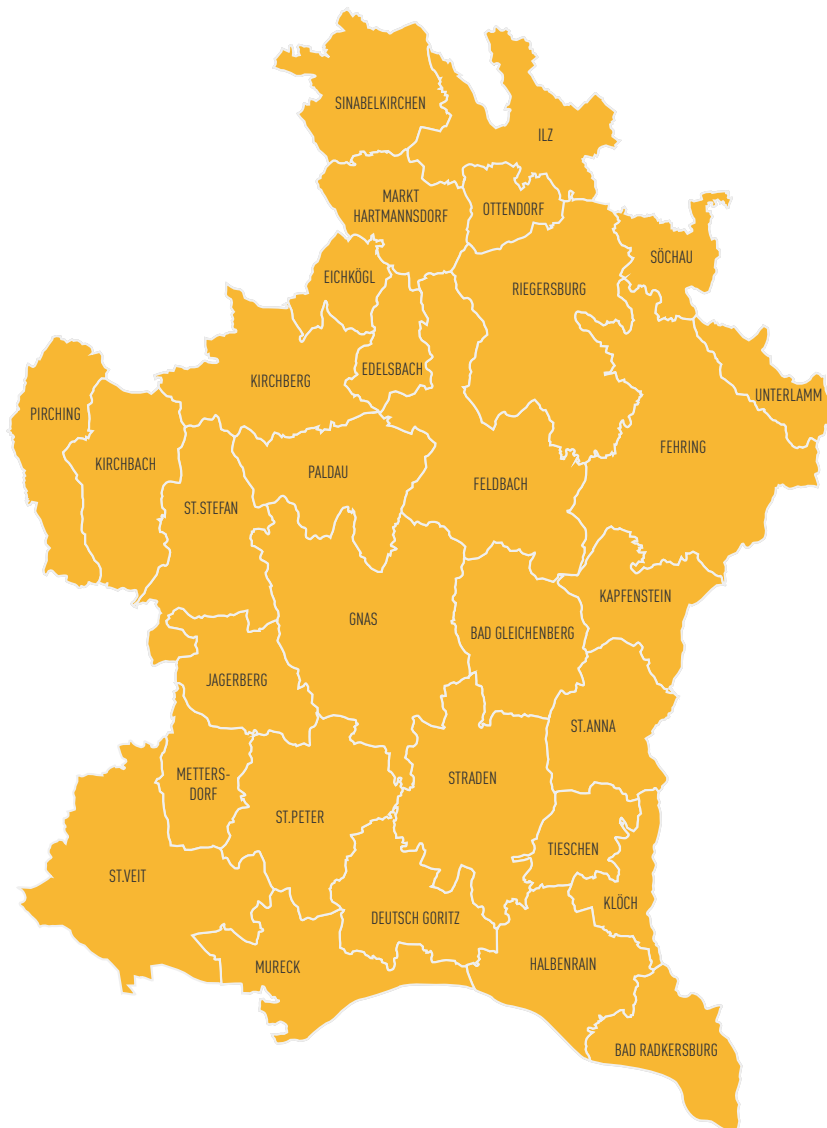 SINABELKIRCHEN
ILZ
MARKT
HARTMANNSDORF
OTTENDORF
SÖCHAU
EICHKÖGL
RIEGERSBURG
EDELSBACH
KIRCHBERG
UNTERLAMM
PIRCHING
FEHRING
KIRCHBACH
PALDAU
FELDBACH
ST.STEFAN
KAPFENSTEIN
GNAS
BAD GLEICHENBERG
JAGERBERG
ST.ANNA
METTERS-
DORF
STRADEN
ST.PETER
TIESCHEN
ST.VEIT
KLÖCH
DEUTSCH GORITZ
HALBENRAIN
MURECK
BAD RADKERSBURG